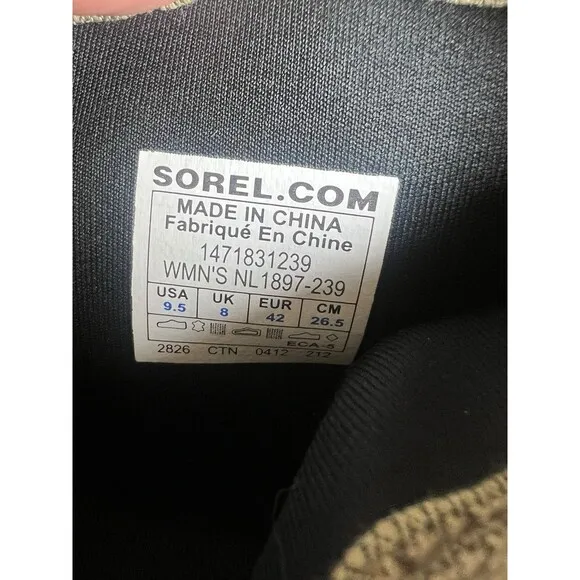 SOREL.COM
MADE IN CHINA
Fabriqué En Chine
1471831239
WMN'S NL1897-239
USA UK EUR CM
9.5 8 42 26.5
ECA-5
2826 CTN 0412 212